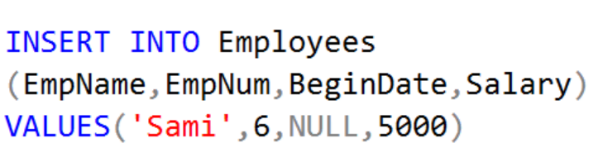 INSERT INTO Employees
(EmpName,EmpNum,BeginDate,Salary)
VALUES('Sami',6,NULL,5000)